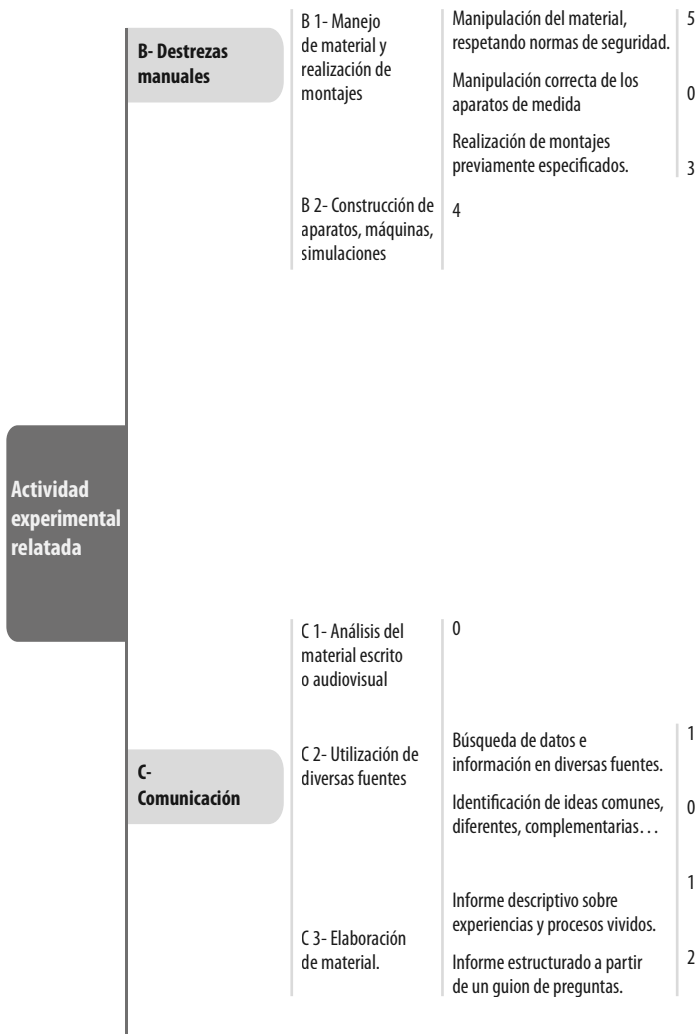 Actividad
experimental
relatada
B- Destrezas
manuales
B 1- Manejo
de material y
realización de
montajes
Manipulación del material,
respetando normas de seguridad.
5
Manipulación correcta de los
aparatos de medida
0
Realización de montajes
previamente especificados.
3
B 2- Construcción de
aparatos, máquinas,
simulaciones
4
C-
Comunicación
C 1- Análisis del
material escrito
o audiovisual
0
C 2- Utilización de
diversas fuentes
Búsqueda de datos e
información en diversas fuentes.
1
Identificación de ideas comunes,
diferentes, complementarias…
0
C 3- Elaboración
de material.
Informe descriptivo sobre
experiencias y procesos vividos.
1
Informe estructurado a partir
de un guion de preguntas.
2